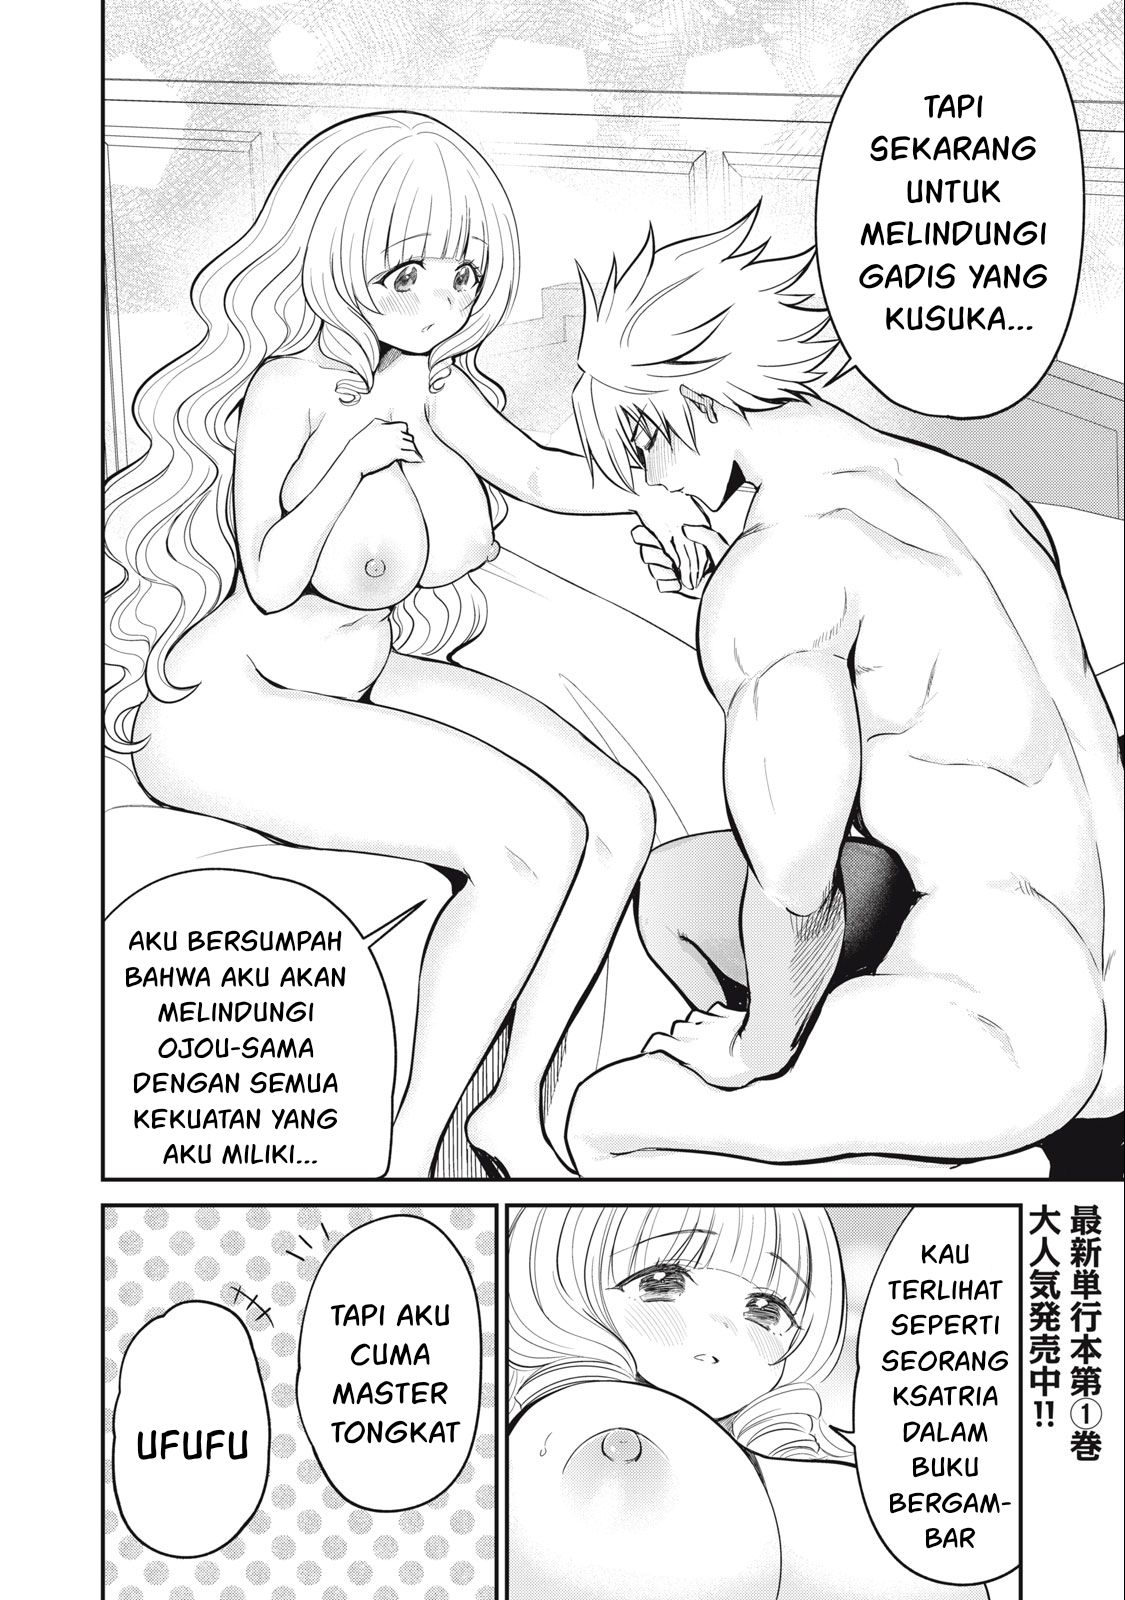 TAPI
SEKARANG
UNTUK
MELINDUNGI
GADIS YANG
KUSUKA...
AKU BERSUMPAH
BAHWA AKU AKAN
MELINDUNGI
OJOU-SAMA
DENGAN SEMUA
KEKUATAN YANG
AKU MILIKI...
最新単行本第①巻
大人気発売中!!
KAU
TERLIHAT
SEPERTI
SEORANG
KSATRIA
DALAM
BUKU
BERGAM-
BAR
TAPI AKU
CUMA
MASTER
TONGKAT
UFUFU